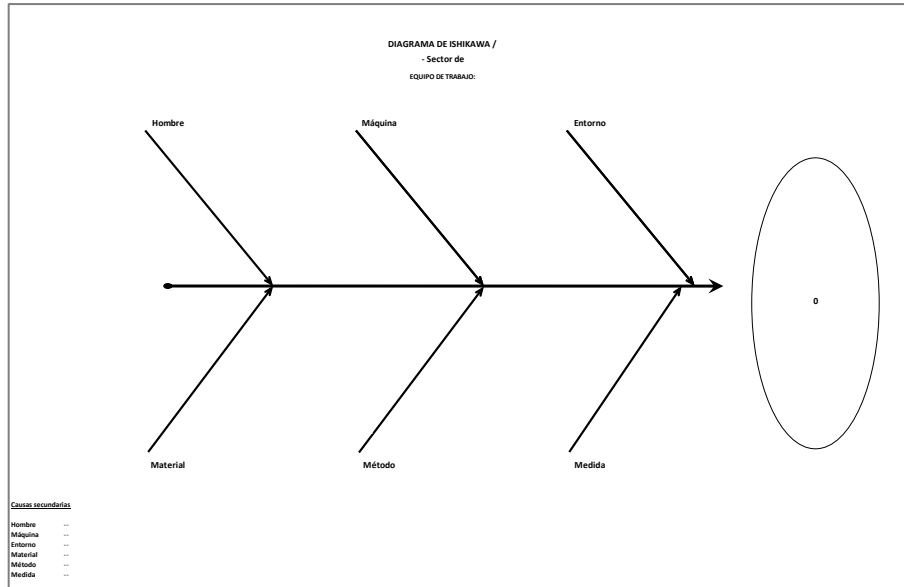 DIAGRAMA DE ISHIKAWA /
- Sector de
EQUIPO DE TRABAJO:
Hombre
Máquina
Entorno
0
Material
Método
Medida
Causas secundarias
Hombre --
Máquina --
Entorno --
Material --
Método --
Medida --